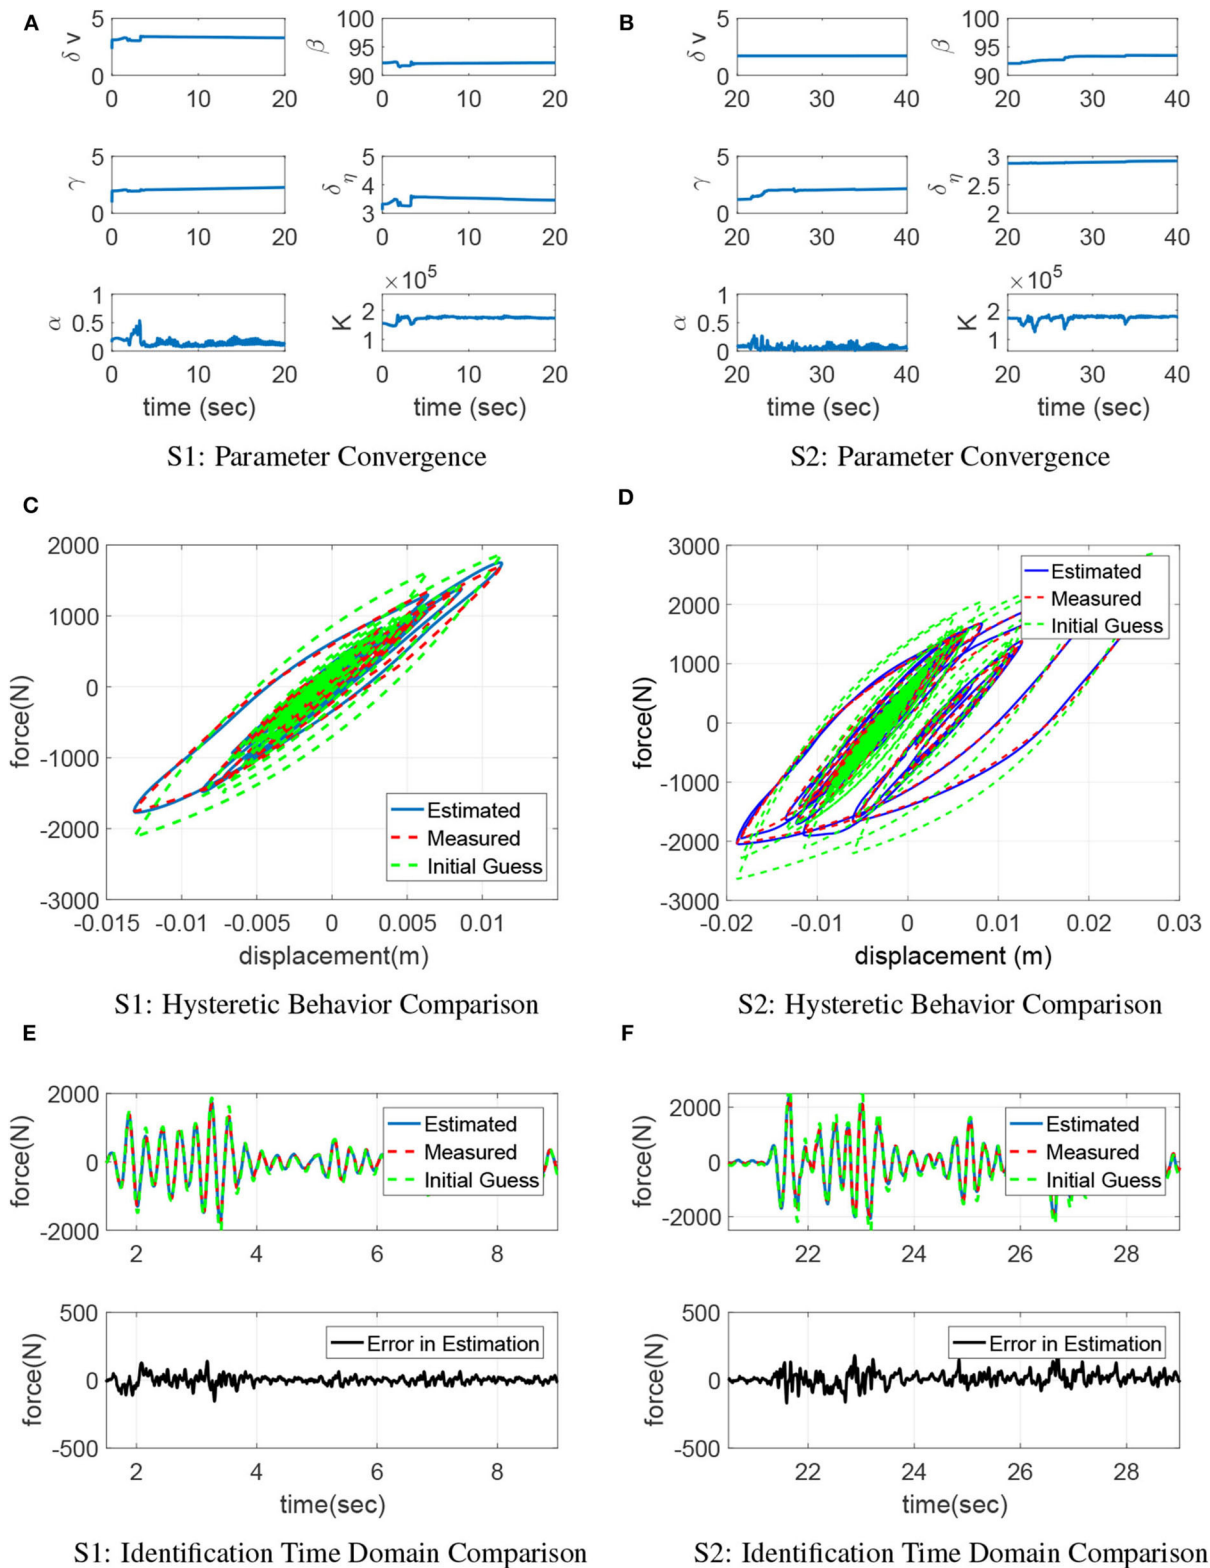 A
B
5
δ v
0
0 10 20
100
β 95
90
0 10 20
5
δ v
0
20 30 40
100
β 95
90
20 30 40
5
γ
0
0 10 20
5
δ η 4
3
0 10 20
5
γ
0
20 30 40
3
δ η 2.5
2
20 30 40
1
α 0.5
0
0 10 20
time (sec)
×10^5
2
K
1
0 10 20
time (sec)
1
α 0.5
0
20 30 40
time (sec)
×10^5
2
K
1
20 30 40
time (sec)
S1: Parameter Convergence
S2: Parameter Convergence
C
2000
1000
0
-1000
-2000
-3000
force(N)
Estimated
Measured
Initial Guess
-0.015 -0.01 -0.005 0 0.005 0.01
displacement(m)
S1: Hysteretic Behavior Comparison
D
3000
2000
1000
0
-1000
-2000
-3000
force(N)
Estimated
Measured
Initial Guess
-0.02 -0.01 0 0.01 0.02 0.03
displacement (m)
S2: Hysteretic Behavior Comparison
E
2000
0
-2000
force(N)
Estimated
Measured
Initial Guess
2 4 6 8
500
0
-500
force(N)
Error in Estimation
2 4 6 8
time(sec)
S1: Identification Time Domain Comparison
F
2000
0
-2000
force(N)
Estimated
Measured
Initial Guess
22 24 26 28
500
0
-500
force(N)
Error in Estimation
22 24 26 28
time(sec)
S2: Identification Time Domain Comparison